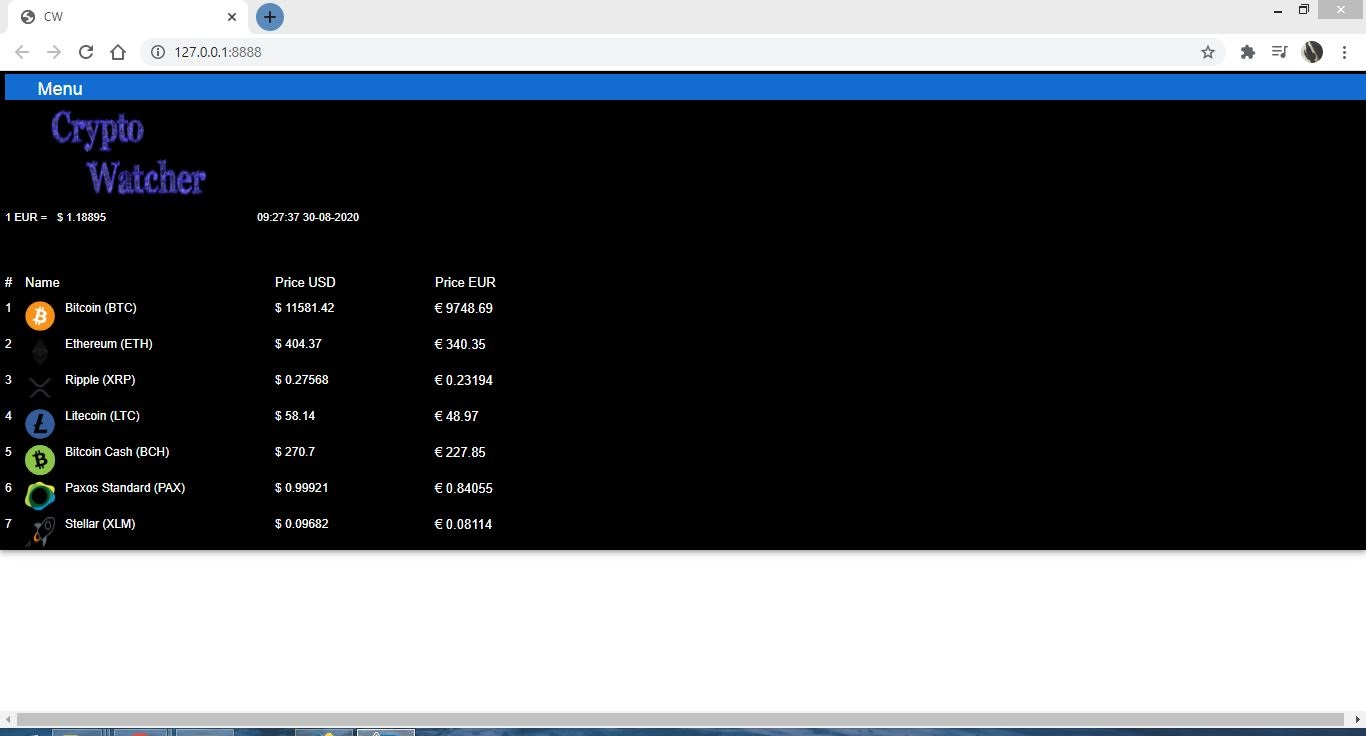 CW
127.0.0.1:8888
Menu
Crypto
Watcher
1 EUR = $ 1.18895 09:27:37 30-08-2020
# Name Price USD Price EUR
1 Bitcoin (BTC) $ 11581.42 € 9748.69
2 Ethereum (ETH) $ 404.37 € 340.35
3 Ripple (XRP) $ 0.27568 € 0.23194
4 Litecoin (LTC) $ 58.14 € 48.97
5 Bitcoin Cash (BCH) $ 270.7 € 227.85
6 Paxos Standard (PAX) $ 0.99921 € 0.84055
7 Stellar (XLM) $ 0.09682 € 0.08114